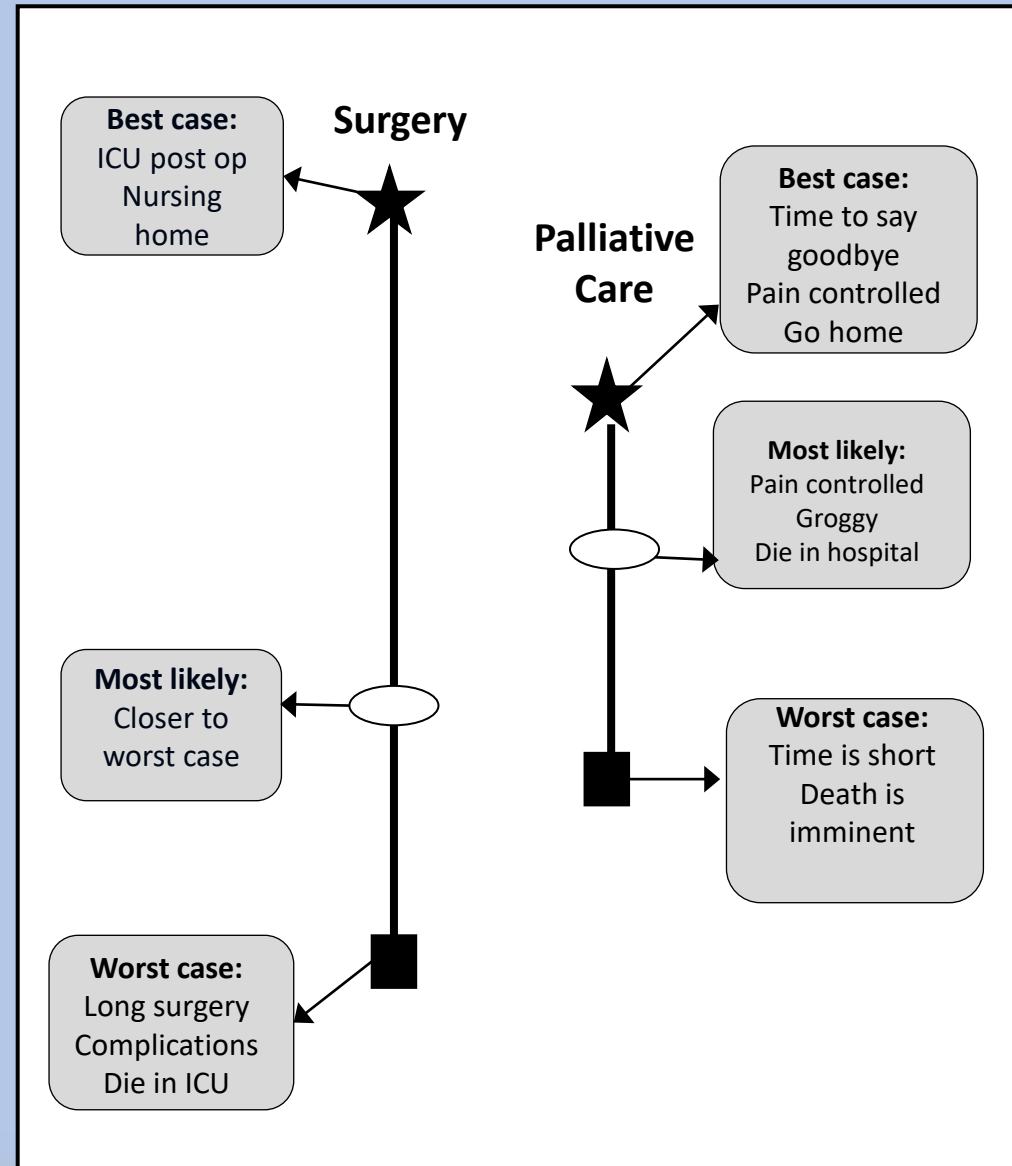 Surgery
Best case:
ICU post op
Nursing
home
Most likely:
Closer to
worst case
Worst case:
Long surgery
Complications
Die in ICU
Palliative
Care
Best case:
Time to say
goodbye
Pain controlled
Go home
Most likely:
Pain controlled
Groggy
Die in hospital
Worst case:
Time is short
Death is
imminent